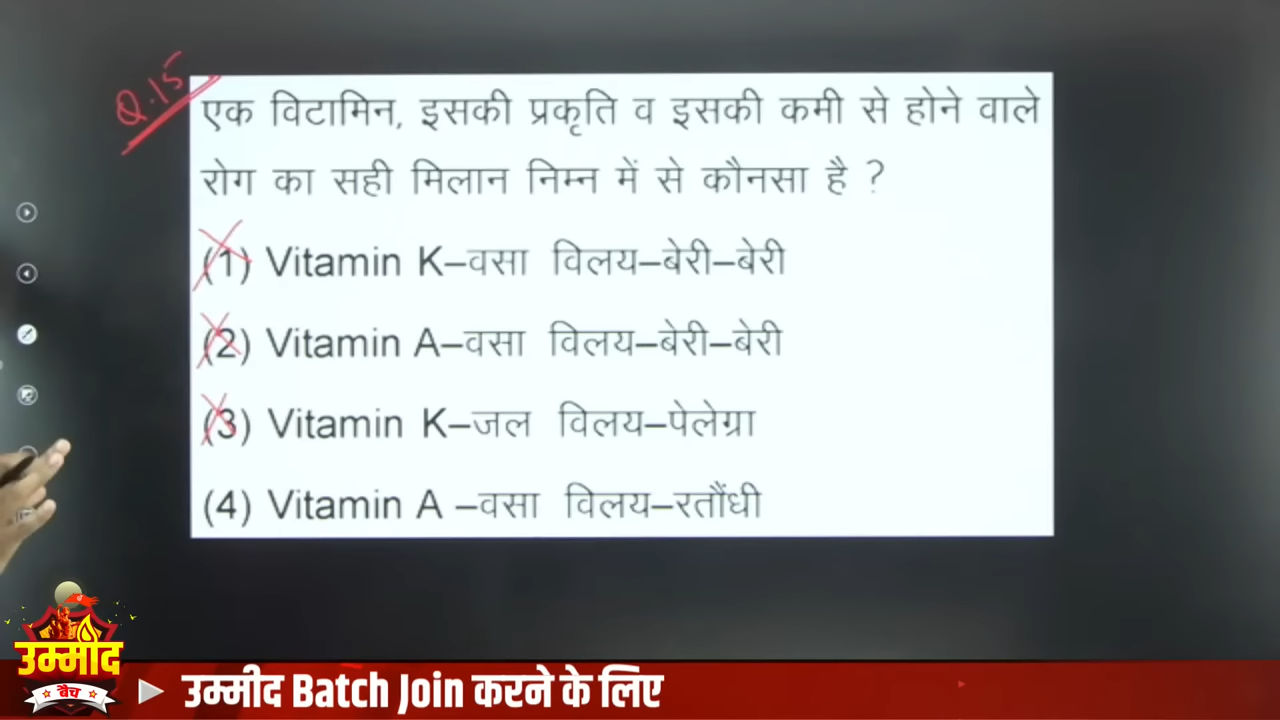 Q.15
एक विटामिन, इसकी प्रकृति व इसकी कमी से होने वाले
रोग का सही मिलान निम्न में से कौनसा है ?
(1) Vitamin K–वसा विलय–बेरी–बेरी
(2) Vitamin A–वसा विलय–बेरी–बेरी
(3) Vitamin K–जल विलय–पेलेग्रा
(4) Vitamin A –वसा विलय–रतौंधी
उम्मीद
बैच
उम्मीद Batch Join करने के लिए